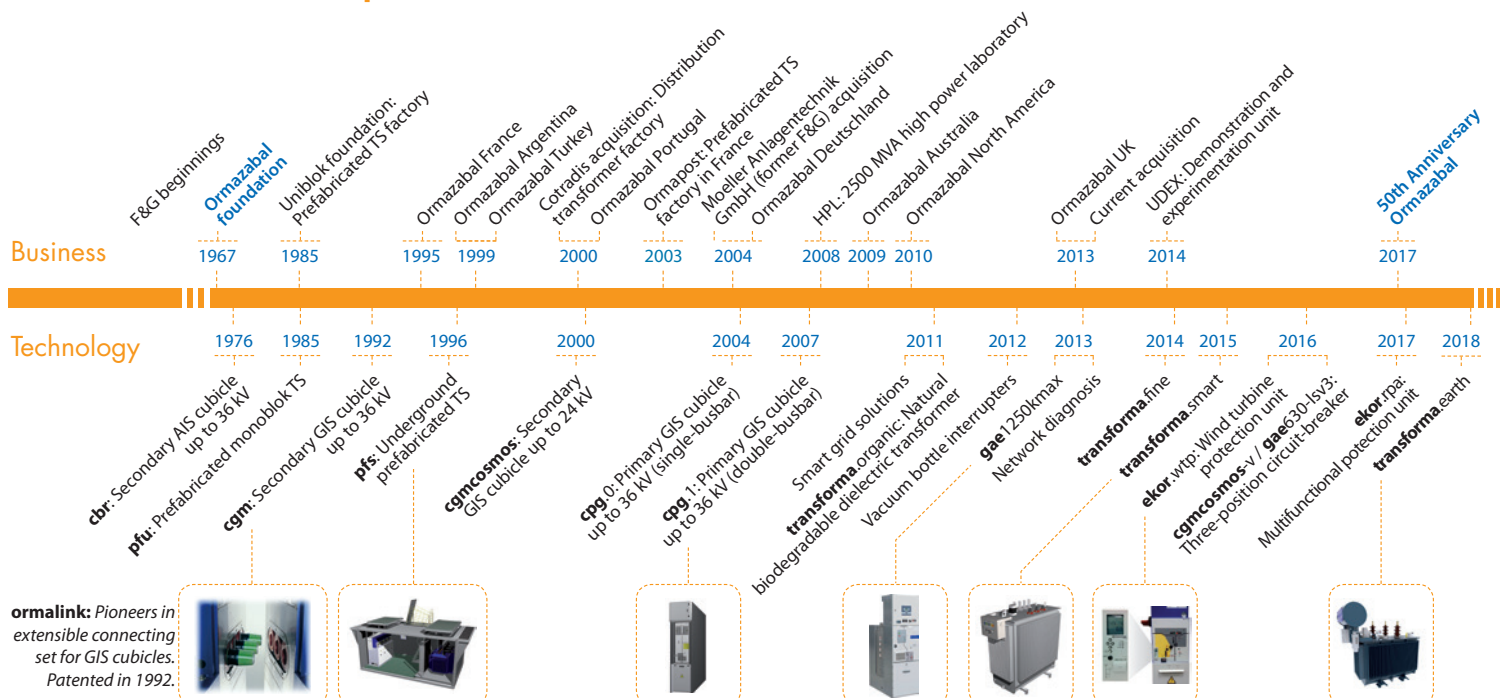 F&G beginnings
Ormazabal
foundation
Uniblok foundation:
Prefabricated TS factory
Ormazabal France
Ormazabal Argentina
Ormazabal Turkey
Cotradis acquisition: Distribution
transformer factory
Ormazabal Portugal
Ormapost: Prefabricated TS
factory in France
Moeller Anlagentechnik
GmbH (former F&G) acquisition
Ormazabal Deutschland
HPL: 2500 MVA high power laboratory
Ormazabal Australia
Ormazabal North America
Ormazabal UK
Current acquisition
UDEX: Demonstration and
experimentation unit
50th Anniversary
Ormazabal
Business
1967
1985
1995
1999
2000
2003
2004
2008
2009
2010
2013
2014
2017
Technology
1976
1985
1992
1996
2000
2004
2007
2011
2012
2013
2014
2015
2016
2017
2018
cbr: Secondary AIS cubicle
up to 36 kV
pfu: Prefabricated monoblok TS
cgm: Secondary GIS cubicle
up to 36 kV
pfs: Underground
prefabricated TS
cgmcosmos: Secondary
GIS cubicle up to 24 kV
cpg.0: Primary GIS cubicle
up to 36 kV (single-busbar)
cpg.1: Primary GIS cubicle
up to 36 kV (double-busbar)
Smart grid solutions
transforma.organic: Natural
biodegradable dielectric transformer
Vacuum bottle interrupters
gae1250kmax
Network diagnosis
transforma.fine
transforma.smart
ekor.wtp: Wind turbine
protection unit
cgmcosmos-v / gae630-lsv3:
Three-position circuit-breaker
ekor.rpa:
Multifunctional potection unit
transforma.earth
ormalink: Pioneers in
extensible connecting
set for GIS cubicles.
Patented in 1992.